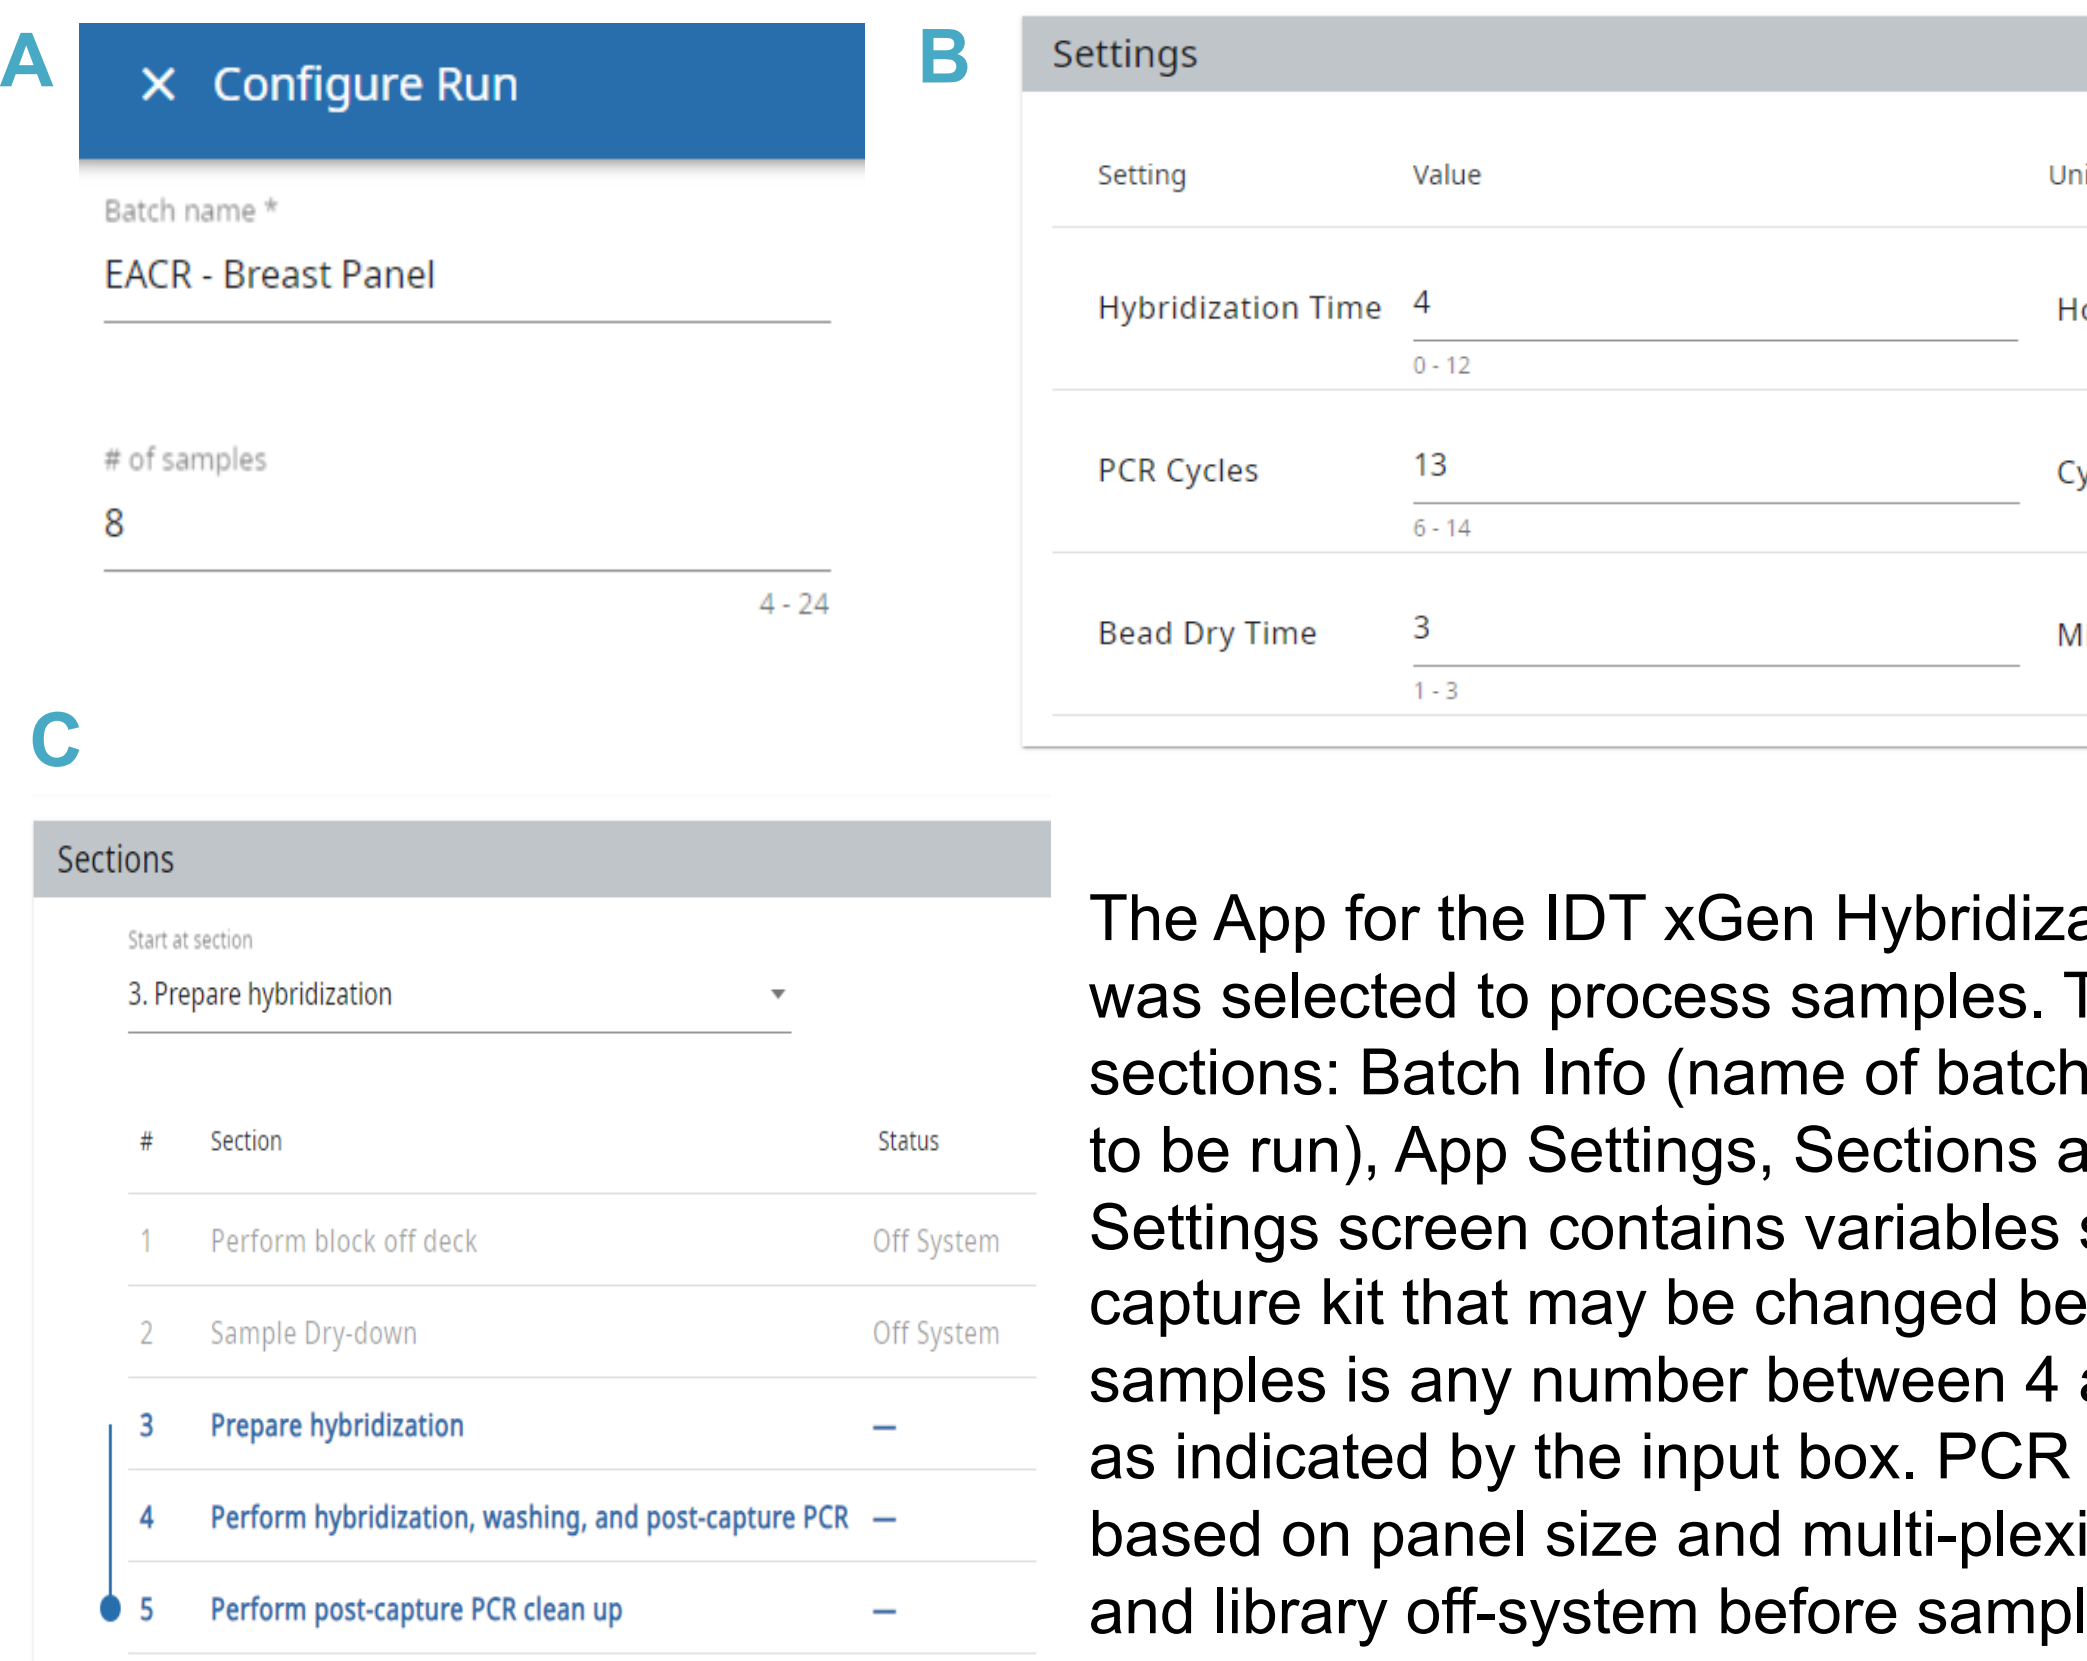 A
× Configure Run
Batch name *
EACR - Breast Panel
# of samples
8
4 - 24
B
Settings
Setting Value
Hybridization Time 4
0 - 12
PCR Cycles 13
6 - 14
Bead Dry Time 3
1 - 3
C
Sections
Start at section
3. Prepare hybridization
# Section Status
1 Perform block off deck Off System
2 Sample Dry-down Off System
3 Prepare hybridization —
4 Perform hybridization, washing, and post-capture PCR —
5 Perform post-capture PCR clean up —
The App for the IDT xGen
was selected to process samples.
sections: Batch Info (name of batch
to be run), App Settings, Sections
Settings screen contains variables
capture kit that may be changed
samples is any number between 4
as indicated by the input box. PCR
based on panel size and
and library off-system before